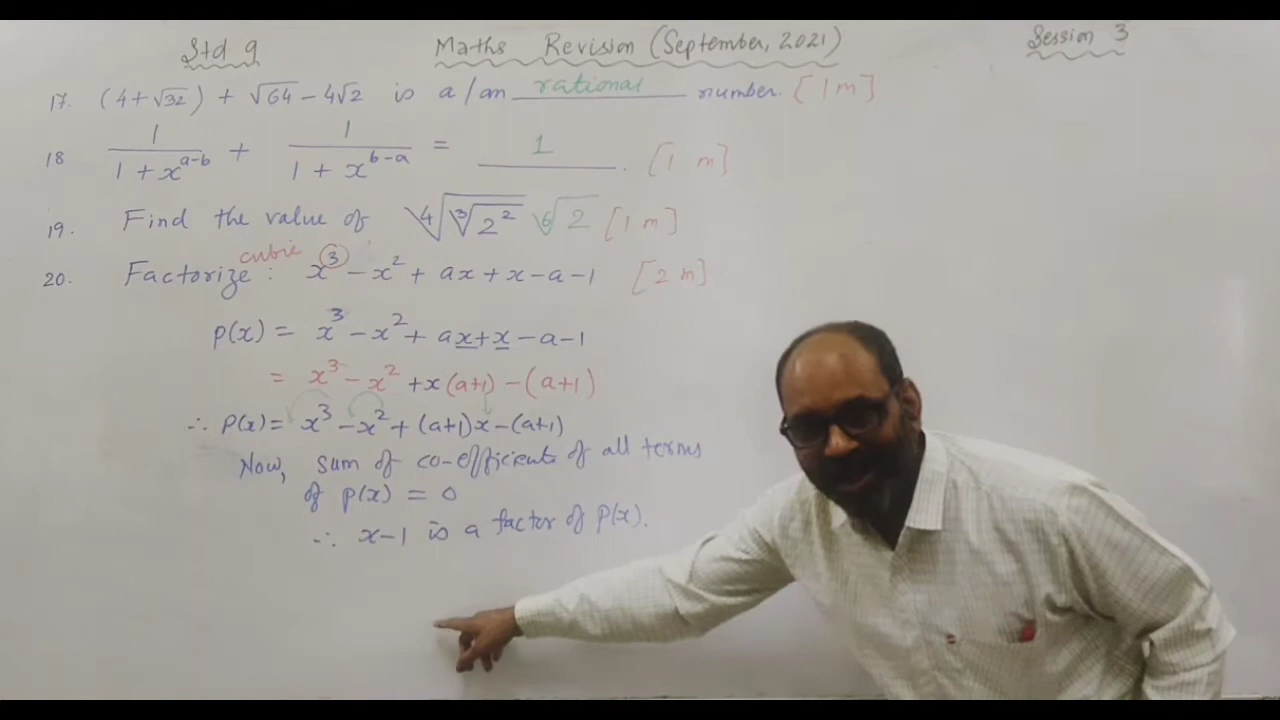 Std 9 Maths Revision (September, 2021) Session 3
17. (4+√32) + √64 - 4√2 is a/an rational number. [1m]
18 1/(1 + x^(a-b)) + 1/(1 + x^(b-a)) = 1. [1 m]
19. Find the value of ⁴√(³√(2²)) ⁶√2 [1m]
cubic
20. Factorize : x³ - x² + ax + x - a - 1 [2 m]
p(x) = x³ - x² + ax + x - a - 1
= x³ - x² + x(a+1) - (a+1)
∴ p(x) = x³ - x² + (a+1)x - (a+1)
Now, sum of co-efficients of all terms
of p(x) = 0
∴ x-1 is a factor of p(x).